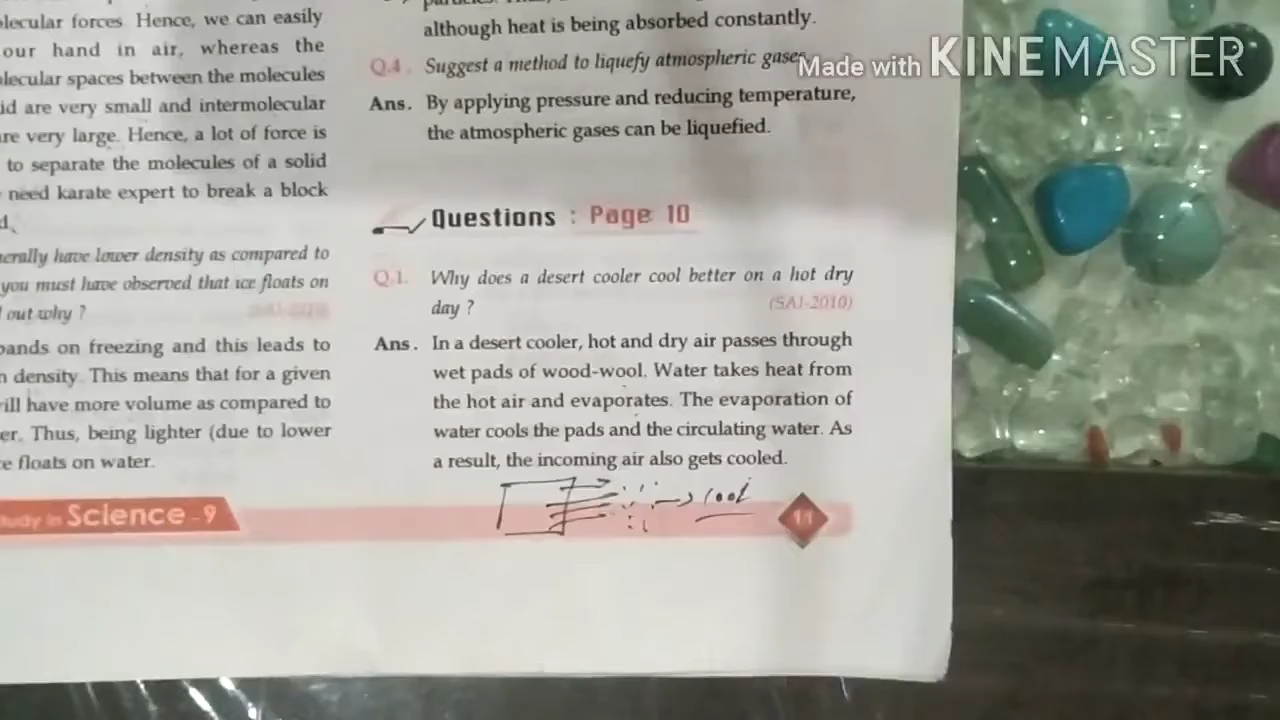 lecular forces. Hence, we can easily
our hand in air, whereas the
lecular spaces between the molecules
id are very small and intermolecular
are very large. Hence, a lot of force is
to separate the molecules of a solid
need karate expert to break a block
d.
nerally have lower density as compared to
you must have observed that ice floats on
out why ?
pands on freezing and this leads to
n density. This means that for a given
will have more volume as compared to
er. Thus, being lighter (due to lower
ce floats on water.
tudy in Science - 9
although heat is being absorbed constantly.
Q.4. Suggest a method to liquefy atmospheric gases.
Ans. By applying pressure and reducing temperature,
the atmospheric gases can be liquefied.
Questions : Page 10
Q.1. Why does a desert cooler cool better on a hot dry
day ? (SAI-2010)
Ans. In a desert cooler, hot and dry air passes through
wet pads of wood-wool. Water takes heat from
the hot air and evaporates. The evaporation of
water cools the pads and the circulating water. As
a result, the incoming air also gets cooled.
cool
11
Made with KINEMASTER